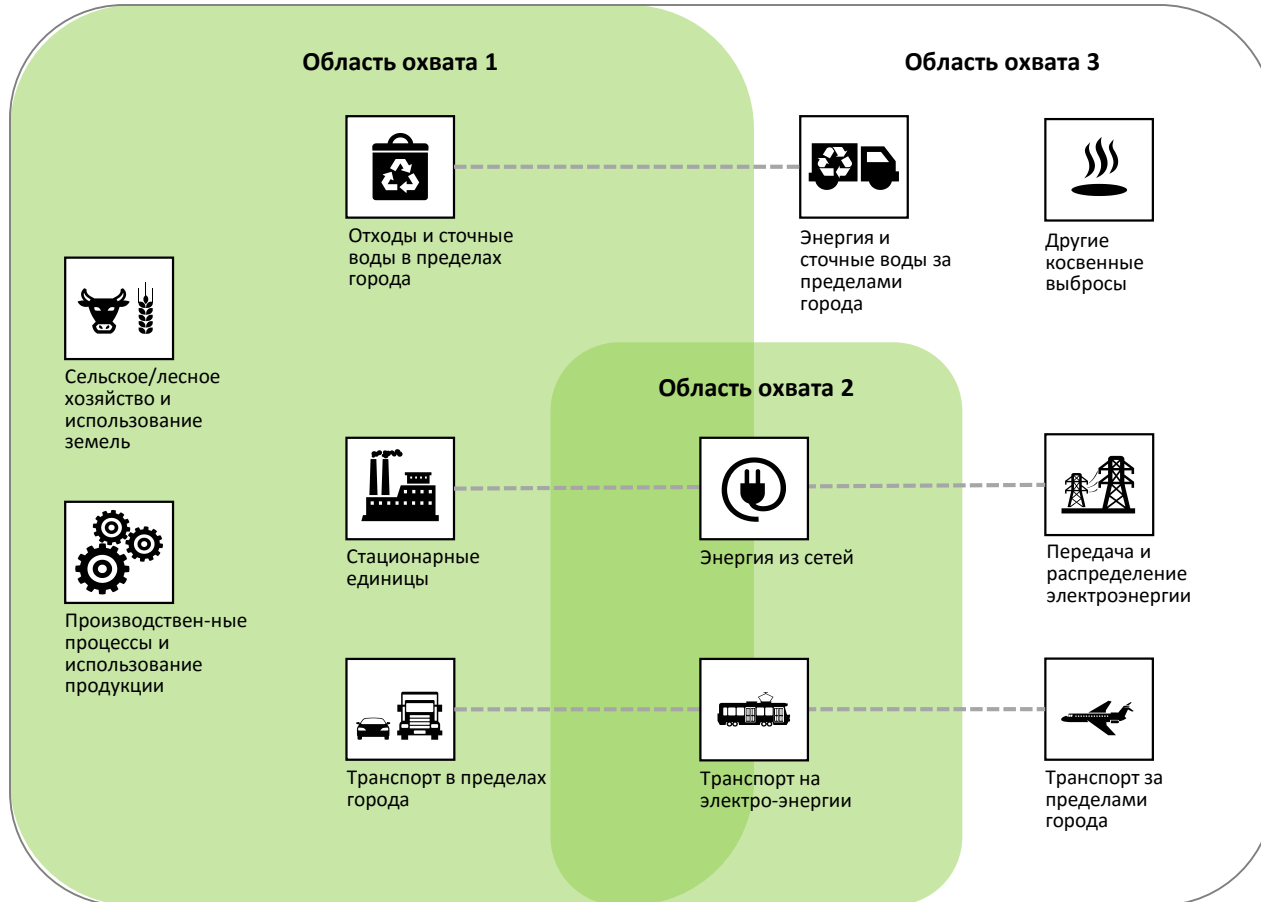 Область охвата 1
Область охвата 3
Отходы и сточные
воды в пределах
города
Энергия и
сточные воды за
пределами
города
Другие
косвенные
выбросы
Сельское/лесное
хозяйство и
использование
земель
Область охвата 2
Стационарные
единицы
Энергия из сетей
Передача и
распределение
электроэнергии
Производствен-ные
процессы и
использование
продукции
Транспорт в пределах
города
Транспорт на
электро-энергии
Транспорт за
пределами
города